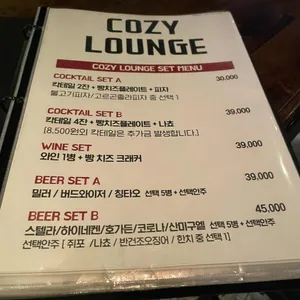 COZY
LOUNGE
COZY LOUNGE SET MENU
COCKTAIL SET A 30,000
칵테일 2잔 + 빵치즈플레이트 + 피자
불고기피자/고르곤졸라피자 중 선택 1
COCKTAIL SET B 39,000
칵테일 4잔 + 빵치즈플레이트 + 나쵸
[8,500원외 칵테일은 추가금 발생합니다.]
WINE SET 39,000
와인 1병 + 빵 치즈 크래커
BEER SET A 39,000
밀러 / 버드와이저 / 칭타오 선택 5병 + 선택안주
BEER SET B 45,000
스텔라/하이네켄/호가든/코로나/산미구엘 선택 5병 + 선택안주
선택안주 [ 쥐포 /나쵸 / 반건조오징어 / 한치 중 선택 1]